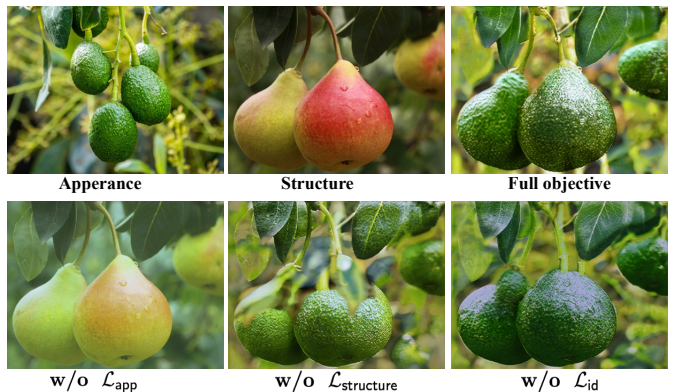 Apperance
Structure
Full objective
w/o ℒapp
w/o ℒstructure
w/o ℒid